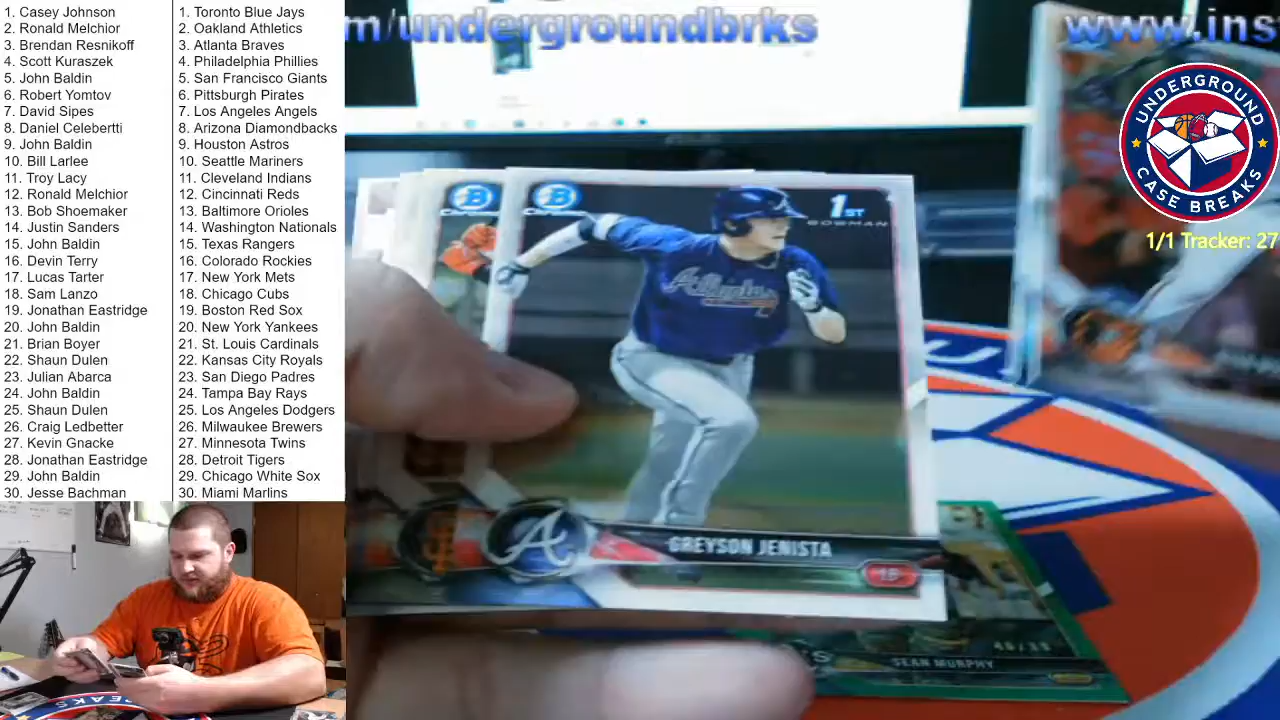 1. Casey Johnson
2. Ronald Melchior
3. Brendan Resnikoff
4. Scott Kuraszek
5. John Baldin
6. Robert Yomtov
7. David Sipes
8. Daniel Celebertti
9. John Baldin
10. Bill Larlee
11. Troy Lacy
12. Ronald Melchior
13. Bob Shoemaker
14. Justin Sanders
15. John Baldin
16. Devin Terry
17. Lucas Tarter
18. Sam Lanzo
19. Jonathan Eastridge
20. John Baldin
21. Brian Boyer
22. Shaun Dulen
23. Julian Abarca
24. John Baldin
25. Shaun Dulen
26. Craig Ledbetter
27. Kevin Gnacke
28. Jonathan Eastridge
29. John Baldin
30. Jesse Bachman
1. Toronto Blue Jays
2. Oakland Athletics
3. Atlanta Braves
4. Philadelphia Phillies
5. San Francisco Giants
6. Pittsburgh Pirates
7. Los Angeles Angels
8. Arizona Diamondbacks
9. Houston Astros
10. Seattle Mariners
11. Cleveland Indians
12. Cincinnati Reds
13. Baltimore Orioles
14. Washington Nationals
15. Texas Rangers
16. Colorado Rockies
17. New York Mets
18. Chicago Cubs
19. Boston Red Sox
20. New York Yankees
21. St. Louis Cardinals
22. Kansas City Royals
23. San Diego Padres
24. Tampa Bay Rays
25. Los Angeles Dodgers
26. Milwaukee Brewers
27. Minnesota Twins
28. Detroit Tigers
29. Chicago White Sox
30. Miami Marlins
m/undergroundbrks
www.ins
UNDERGROUND
CASE BREAKS
1/1 Tracker: 27
B
Chrome
B
Chrome
1ST
BOWMAN
Atlanta
A
GREYSON JENISTA
SEAN MURPHY
BREAKS